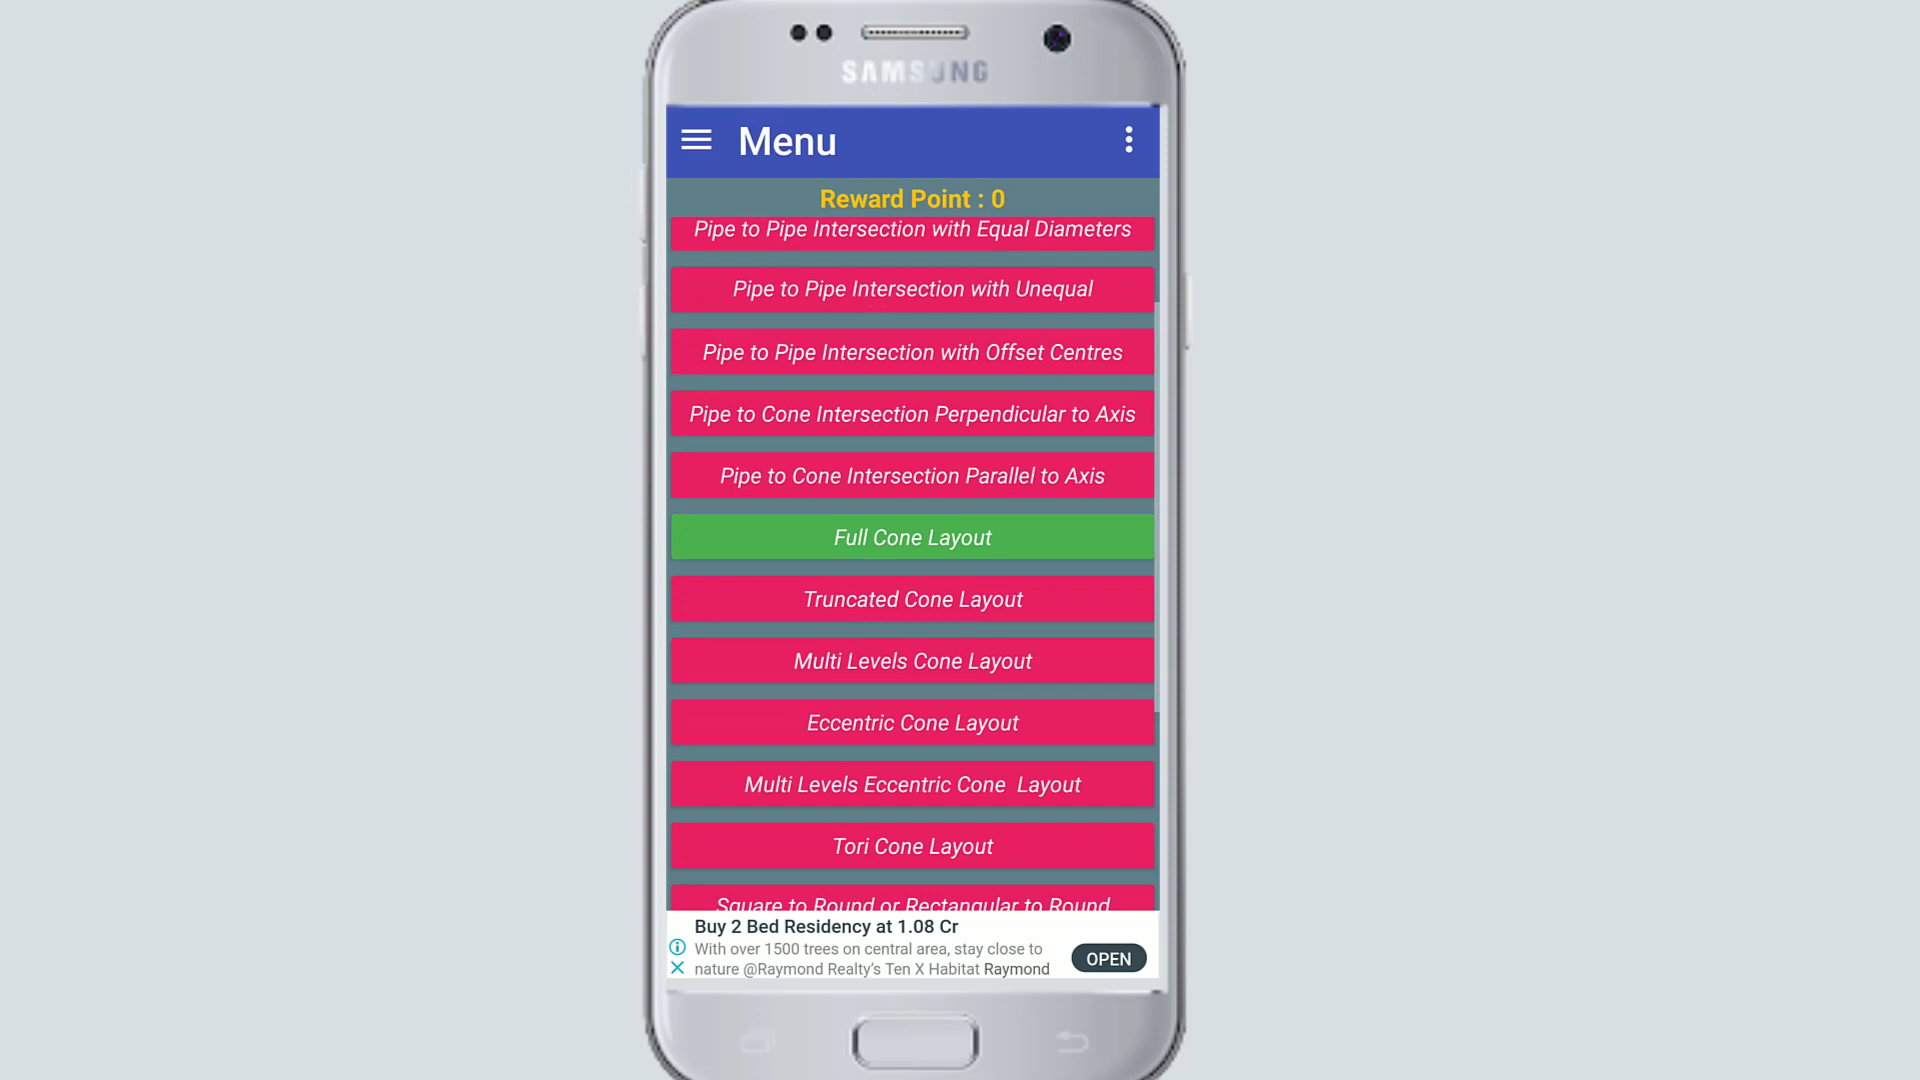 SAMSUNG
Menu
Reward Point : 0
Pipe to Pipe Intersection with Equal Diameters
Pipe to Pipe Intersection with Unequal
Pipe to Pipe Intersection with Offset Centres
Pipe to Cone Intersection Perpendicular to Axis
Pipe to Cone Intersection Parallel to Axis
Full Cone Layout
Truncated Cone Layout
Multi Levels Cone Layout
Eccentric Cone Layout
Multi Levels Eccentric Cone  Layout
Tori Cone Layout
Square to Round or Rectangular to Round
Buy 2 Bed Residency at 1.08 Cr
With over 1500 trees on central area, stay close to
nature @Raymond Realty's Ten X Habitat Raymond
OPEN